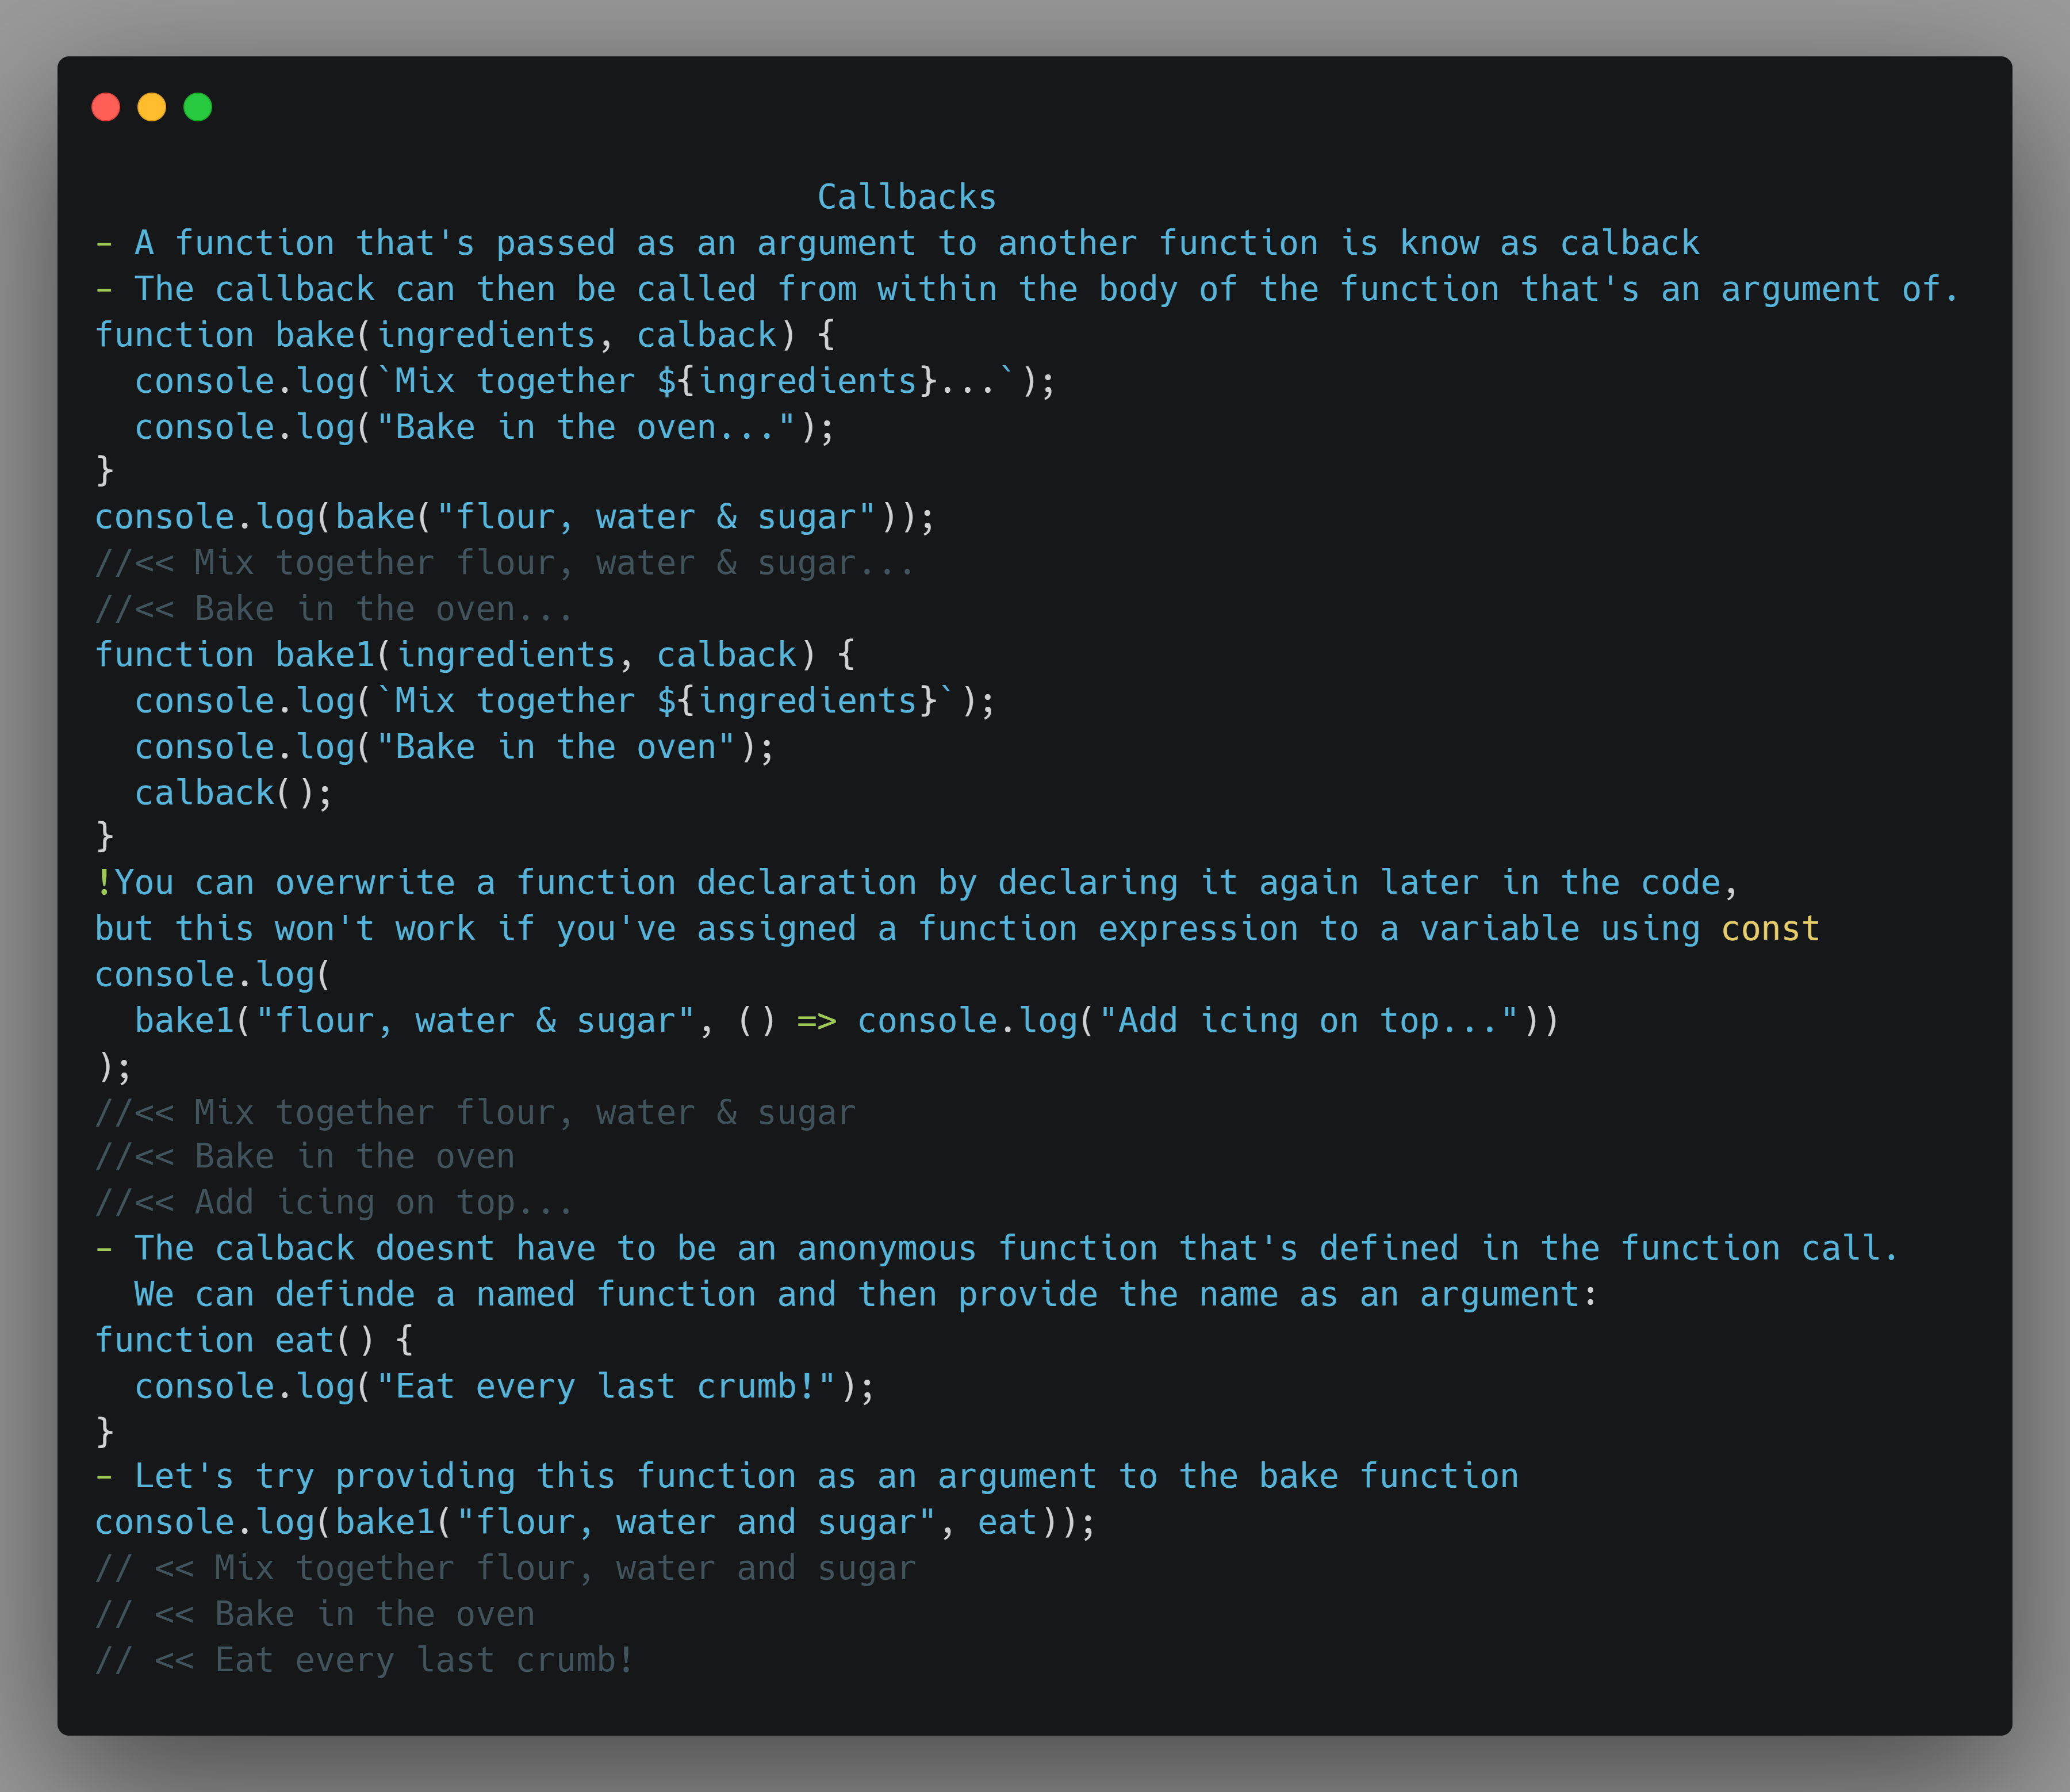 Callbacks
- A function that's passed as an argument to another function is know as calback
- The callback can then be called from within the body of the function that's an argument of.
function bake(ingredients, calback) {
  console.log(`Mix together ${ingredients}...`);
  console.log("Bake in the oven...");
}
console.log(bake("flour, water & sugar"));
//<< Mix together flour, water & sugar...
//<< Bake in the oven...
function bake1(ingredients, calback) {
  console.log(`Mix together ${ingredients}`);
  console.log("Bake in the oven");
  calback();
}
!You can overwrite a function declaration by declaring it again later in the code,
but this won't work if you've assigned a function expression to a variable using const
console.log(
  bake1("flour, water & sugar", () => console.log("Add icing on top..."))
);
//<< Mix together flour, water & sugar
//<< Bake in the oven
//<< Add icing on top...
- The calback doesnt have to be an anonymous function that's defined in the function call.
  We can definde a named function and then provide the name as an argument:
function eat() {
  console.log("Eat every last crumb!");
}
- Let's try providing this function as an argument to the bake function
console.log(bake1("flour, water and sugar", eat));
// << Mix together flour, water and sugar
// << Bake in the oven
// << Eat every last crumb!